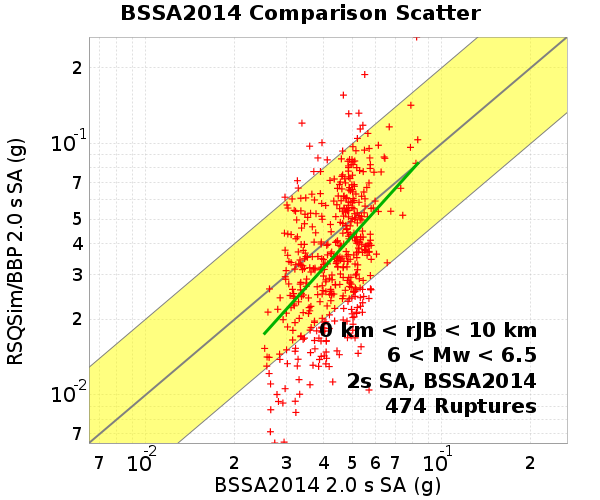 BSSA2014 Comparison Scatter
RSQSim/BBP 2.0 s SA (g)
2
10-1
7
5
4
3
2
10-2
7
0 km < rJB < 10 km
6 < Mw < 6.5
2s SA, BSSA2014
474 Ruptures
7 10-2 2 3 4 5 6 7 10-1 2
BSSA2014 2.0 s SA (g)